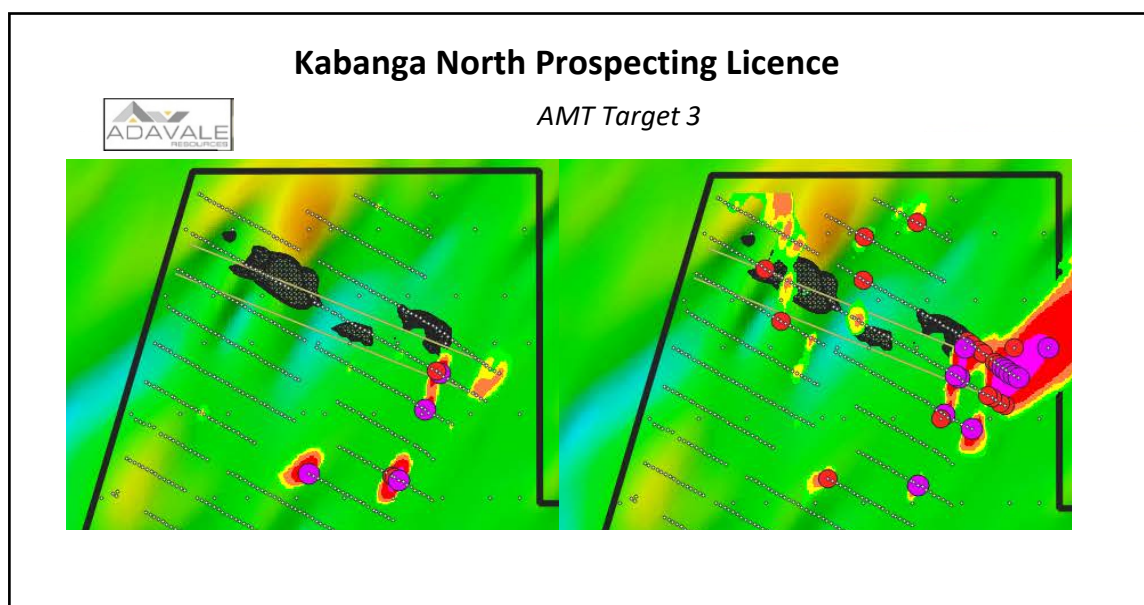 Kabanga North Prospecting Licence
ADAVALE
RESOURCES
AMT Target 3